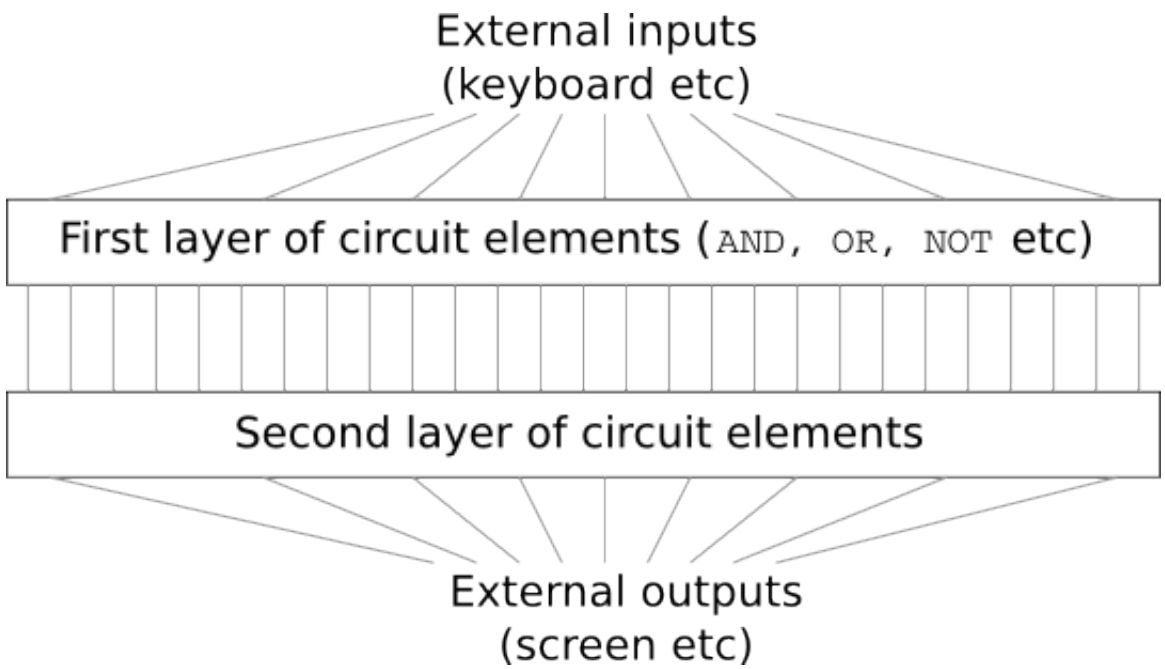 External inputs
(keyboard etc)
First layer of circuit elements (AND, OR, NOT etc)
Second layer of circuit elements
External outputs
(screen etc)